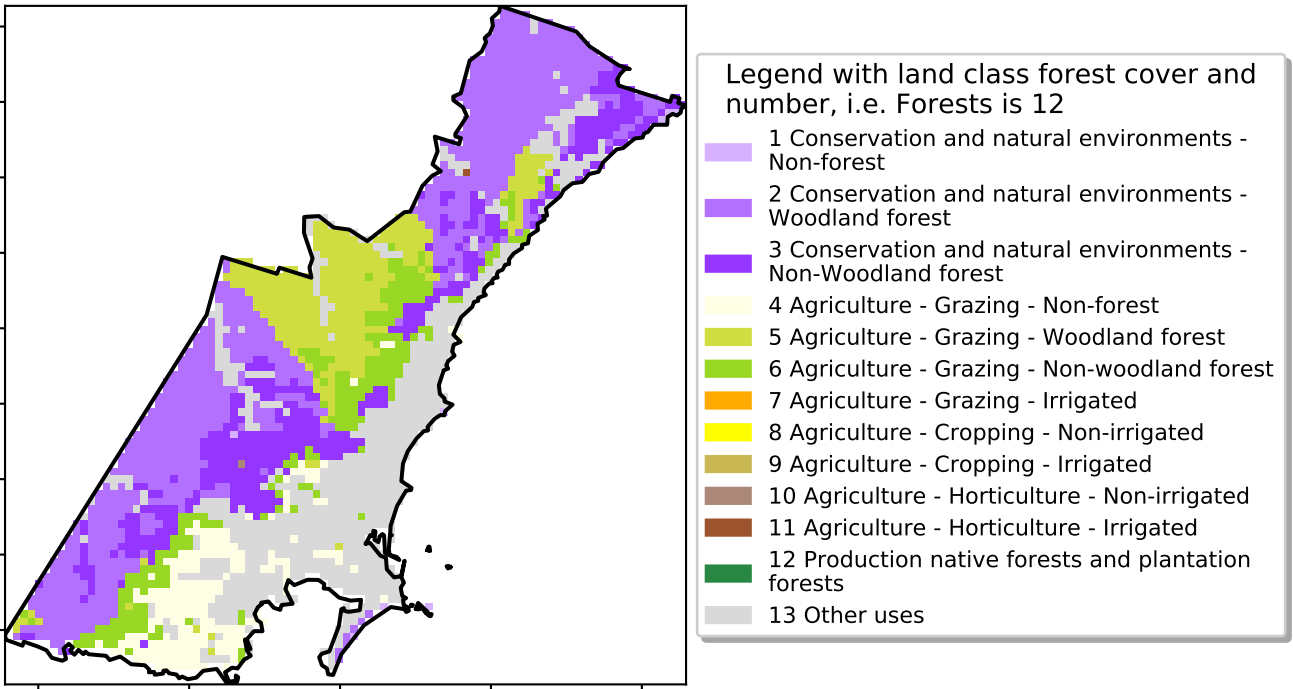 Legend with land class forest cover and
number, i.e. Forests is 12
1 Conservation and natural environments -
Non-forest
2 Conservation and natural environments -
Woodland forest
3 Conservation and natural environments -
Non-Woodland forest
4 Agriculture - Grazing - Non-forest
5 Agriculture - Grazing - Woodland forest
6 Agriculture - Grazing - Non-woodland forest
7 Agriculture - Grazing - Irrigated
8 Agriculture - Cropping - Non-irrigated
9 Agriculture - Cropping - Irrigated
10 Agriculture - Horticulture - Non-irrigated
11 Agriculture - Horticulture - Irrigated
12 Production native forests and plantation
forests
13 Other uses